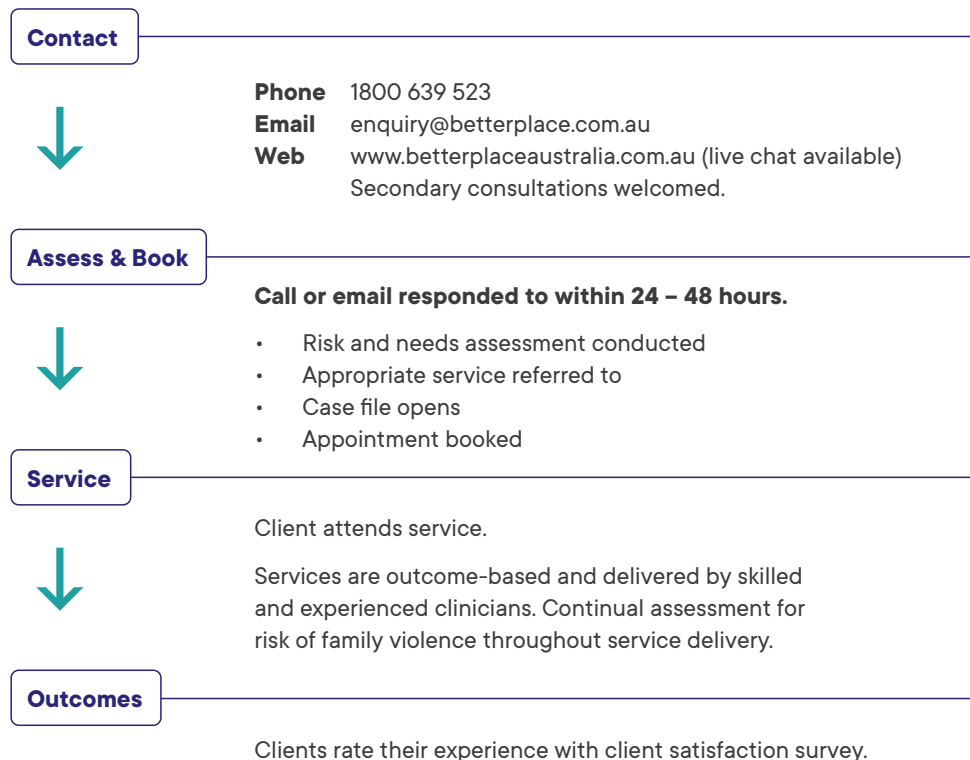 Contact
Phone 1800 639 523
Email enquiry@betterplace.com.au
Web www.betterplaceaustralia.com.au (live chat available)
Secondary consultations welcomed.
Assess & Book
Call or email responded to within 24 – 48 hours.
• Risk and needs assessment conducted
• Appropriate service referred to
• Case file opens
• Appointment booked
Service
Client attends service.
Services are outcome-based and delivered by skilled
and experienced clinicians. Continual assessment for
risk of family violence throughout service delivery.
Outcomes
Clients rate their experience with client satisfaction survey.